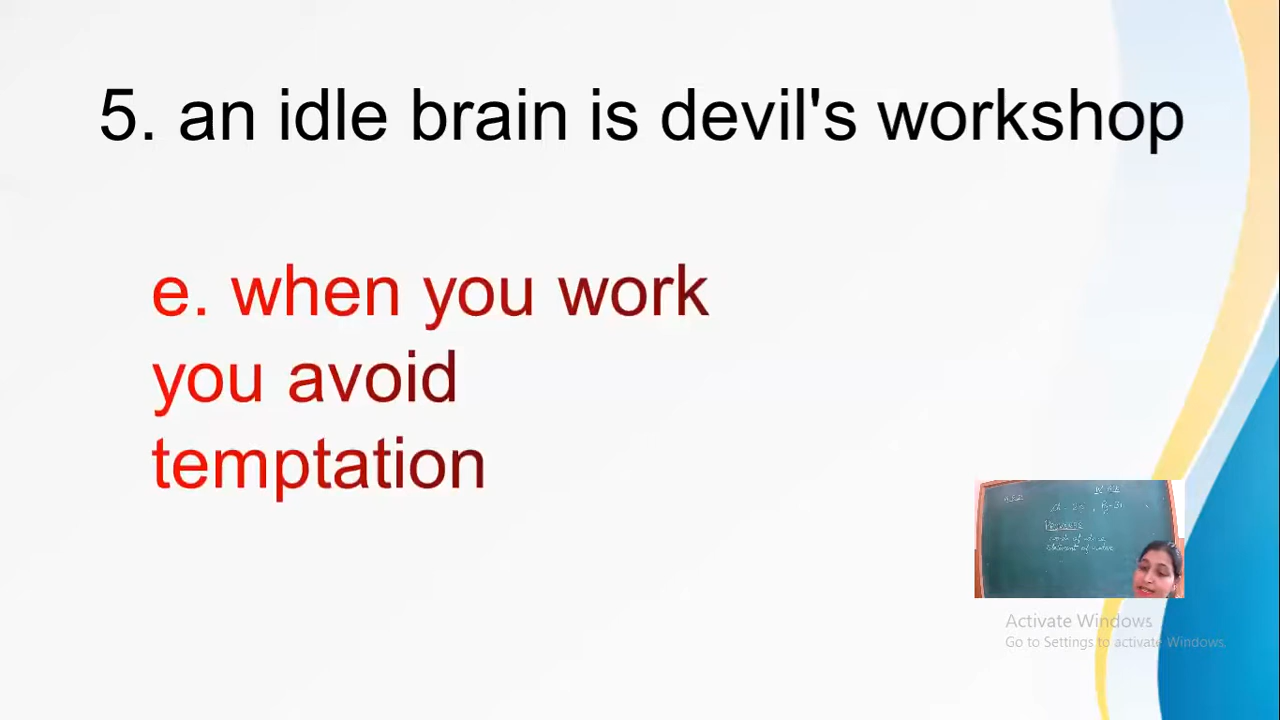 5. an idle brain is devil's workshop
e. when you work
you avoid
temptation
Proverbs
Activate Windows
Go to Settings to activate Windows.